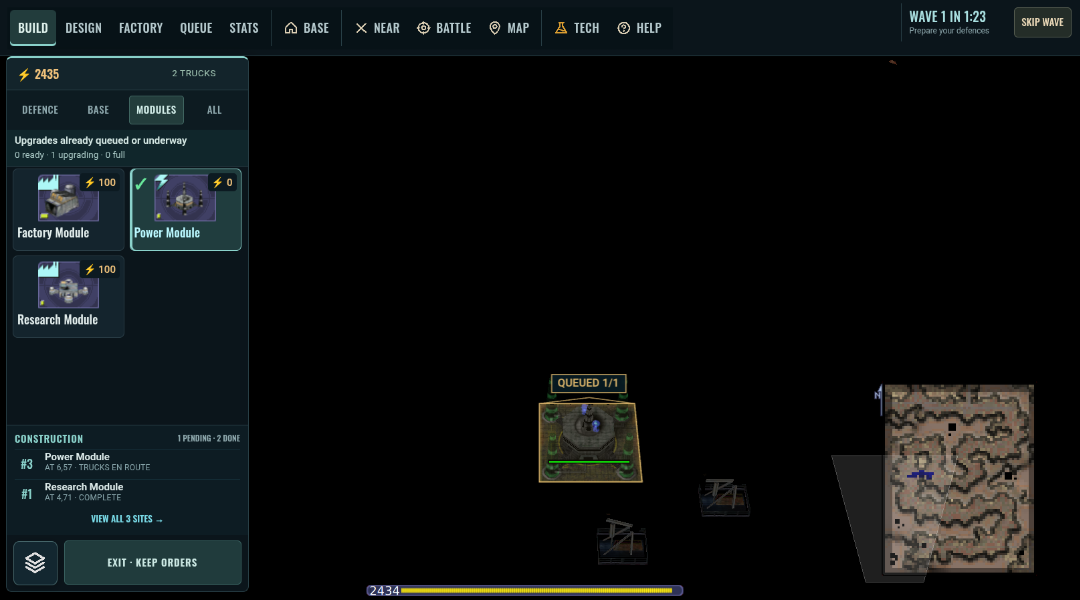 BUILD DESIGN FACTORY QUEUE STATS BASE NEAR BATTLE MAP TECH HELP
WAVE 1 IN 1:23
Prepare your defences
SKIP WAVE
2435 2 TRUCKS
DEFENCE BASE MODULES ALL
Upgrades already queued or underway
0 ready · 1 upgrading · 0 full
100
Factory Module
0
Power Module
100
Research Module
QUEUED 1/1
N
CONSTRUCTION 1 PENDING · 2 DONE
#3 Power Module
AT 6,57 · TRUCKS EN ROUTE
#1 Research Module
AT 4,71 · COMPLETE
VIEW ALL 3 SITES →
EXIT · KEEP ORDERS
2434